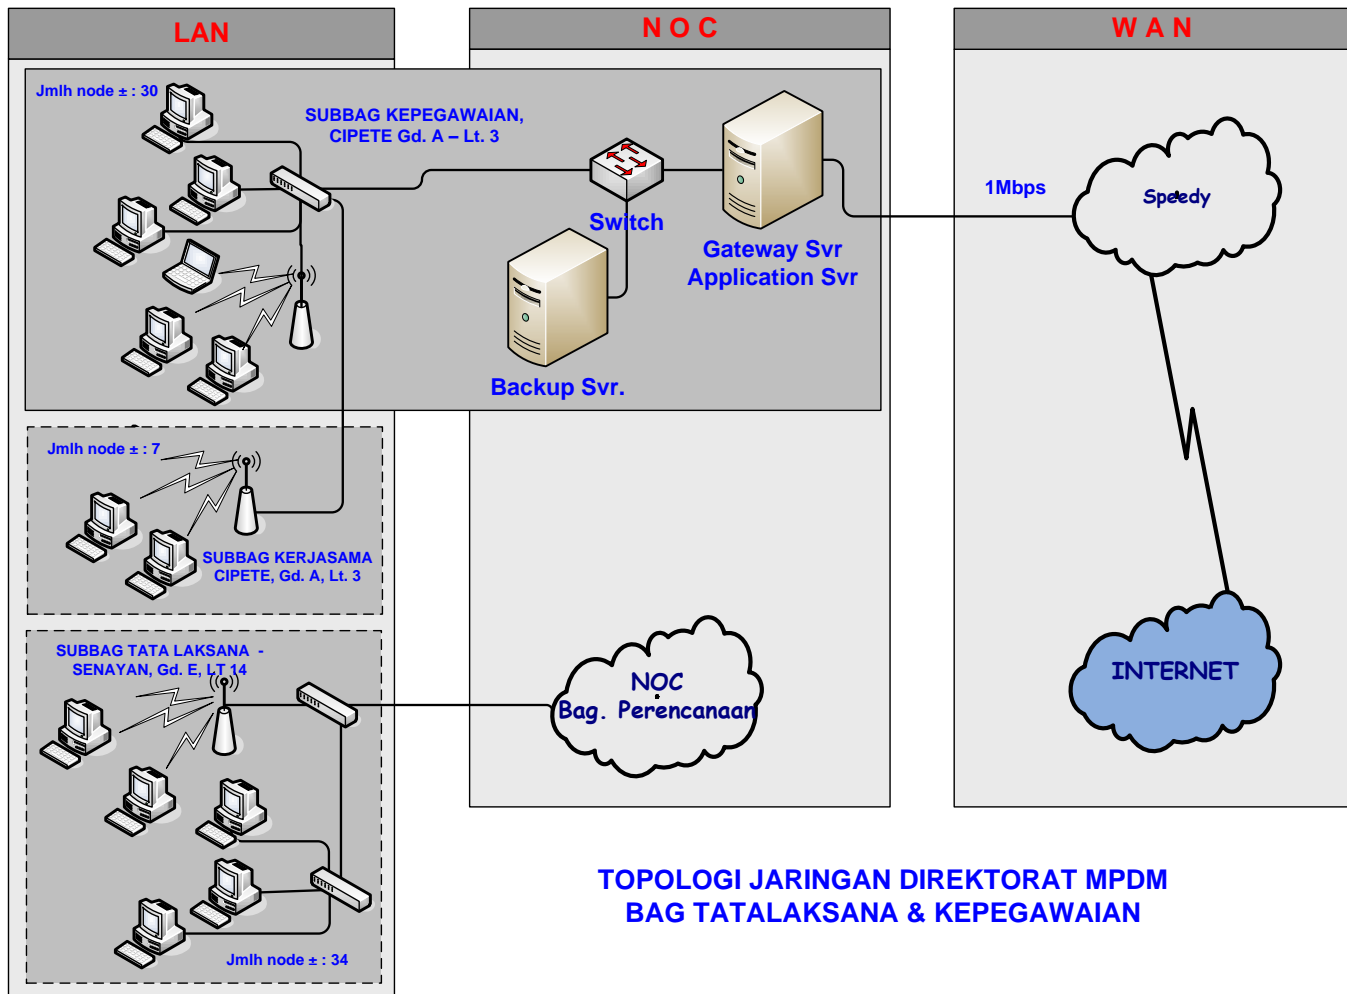 LAN
N O C
W A N
Jmlh node ± : 30
SUBBAG KEPEGAWAIAN,
CIPETE Gd. A – Lt. 3
Switch
Gateway Svr
Application Svr
Backup Svr.
1Mbps
Speedy
Jmlh node ± : 7
SUBBAG KERJASAMA
CIPETE, Gd. A, Lt. 3
SUBBAG TATA LAKSANA -
SENAYAN, Gd. E, LT 14
NOC
Bag. Perencanaan
INTERNET
Jmlh node ± : 34
TOPOLOGI JARINGAN DIREKTORAT MPDM
BAG TATALAKSANA & KEPEGAWAIAN